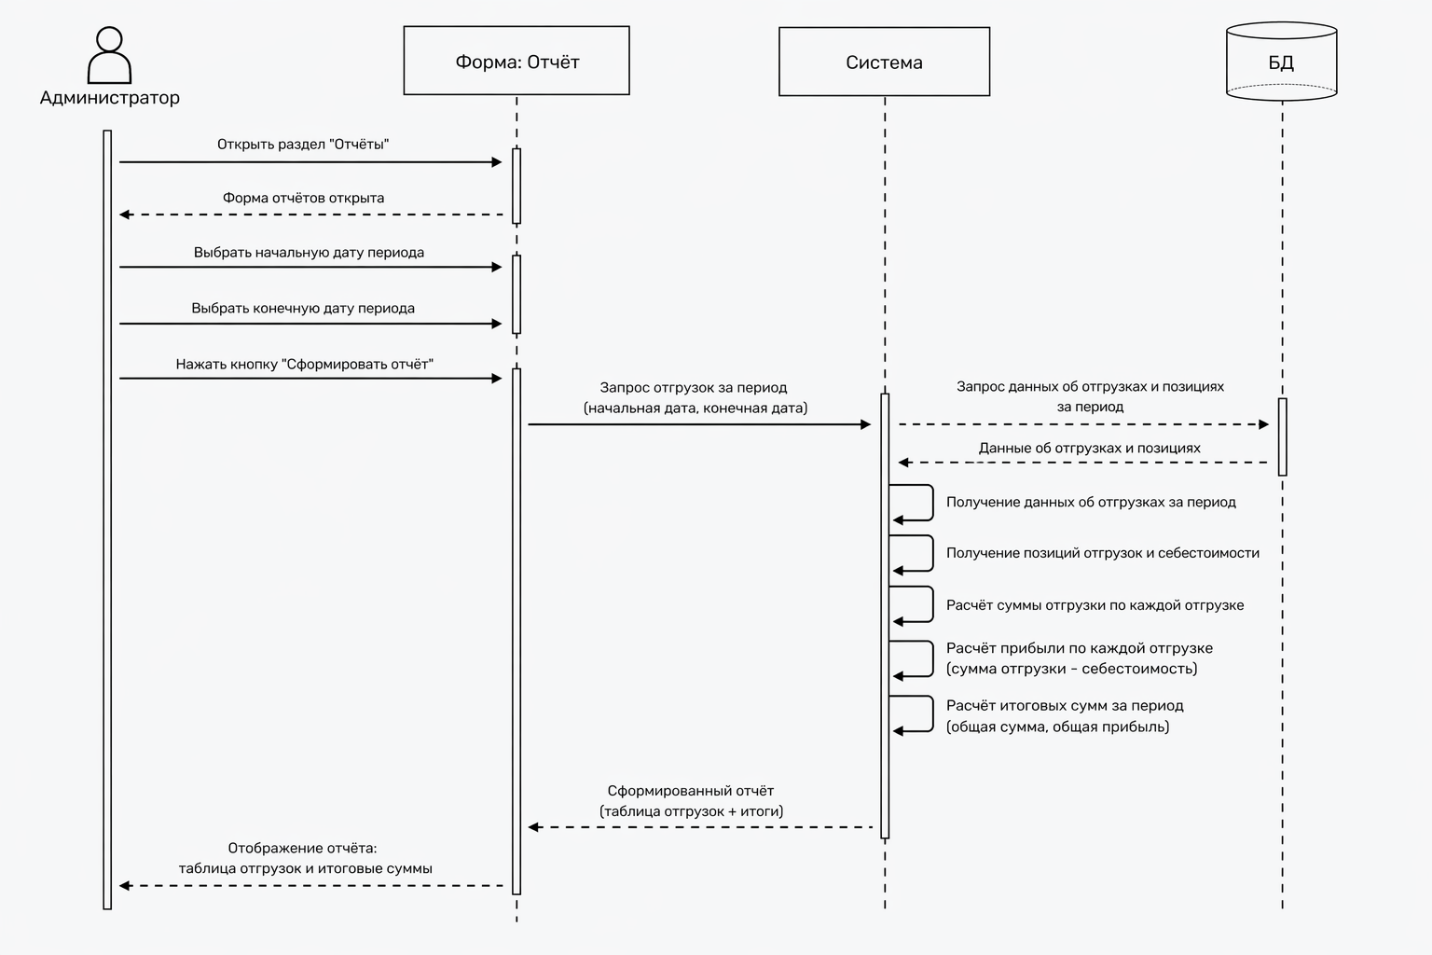 Администратор
Форма: Отчёт
Система
БД
Открыть раздел "Отчёты"
Форма отчётов открыта
Выбрать начальную дату периода
Выбрать конечную дату периода
Нажать кнопку "Сформировать отчёт"
Запрос отгрузок за период
(начальная дата, конечная дата)
Запрос данных об отгрузках и позициях
за период
Данные об отгрузках и позициях
Получение данных об отгрузках за период
Получение позиций отгрузок и себестоимости
Расчёт суммы отгрузки по каждой отгрузке
Расчёт прибыли по каждой отгрузке
(сумма отгрузки - себестоимость)
Расчёт итоговых сумм за период
(общая сумма, общая прибыль)
Сформированный отчёт
(таблица отгрузок + итоги)
Отображение отчёта:
таблица отгрузок и итоговые суммы